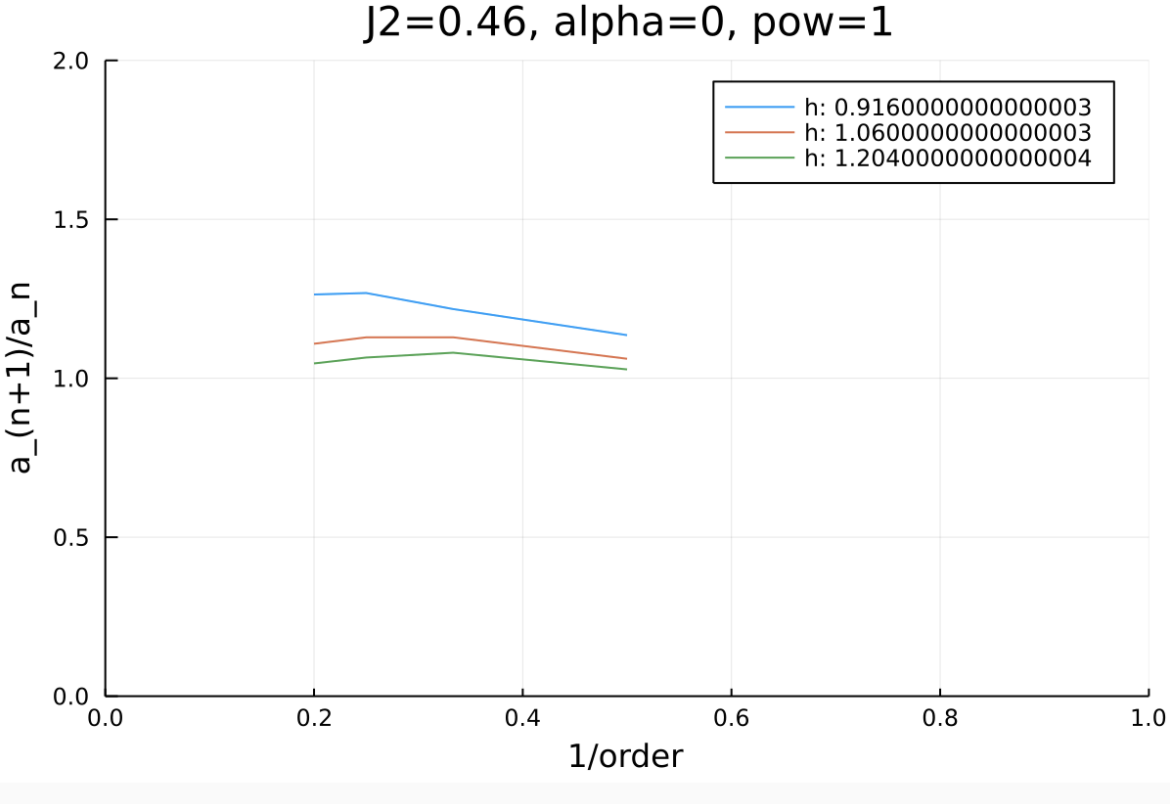 J2=0.46, alpha=0, pow=1
2.0
h: 0.9160000000000003
h: 1.0600000000000003
h: 1.2040000000000004
1.5
1.0
a_(n+1)/a_n
0.5
0.0
0.0 0.2 0.4 0.6 0.8 1.0
1/order